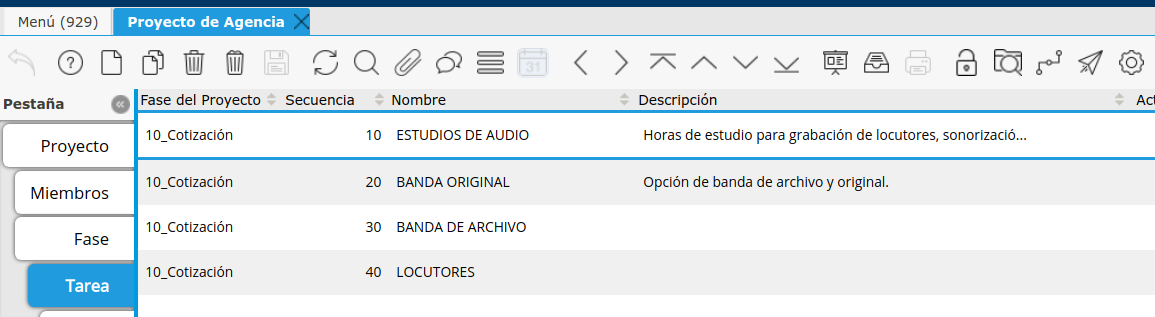 Menú (929) Proyecto de Agencia
31
Pestaña
Fase del Proyecto Secuencia Nombre Descripción Act
10_Cotización 10 ESTUDIOS DE AUDIO Horas de estudio para grabación de locutores, sonorizació...
Proyecto
10_Cotización 20 BANDA ORIGINAL Opción de banda de archivo y original.
Miembros
10_Cotización 30 BANDA DE ARCHIVO
Fase
10_Cotización 40 LOCUTORES
Tarea